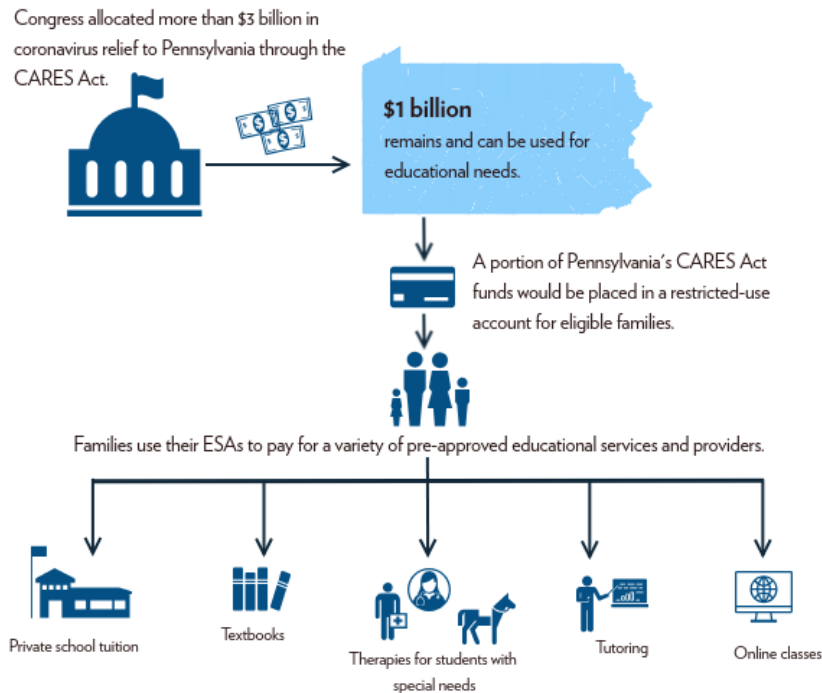 Congress allocated more than $3 billion in
coronavirus relief to Pennsylvania through the
CARES Act.
$1 billion
remains and can be used for
educational needs.
A portion of Pennsylvania's CARES Act
funds would be placed in a restricted-use
account for eligible families.
Families use their ESAs to pay for a variety of pre-approved educational services and providers.
Private school tuition
Textbooks
Therapies for students with
special needs
Tutoring
Online classes